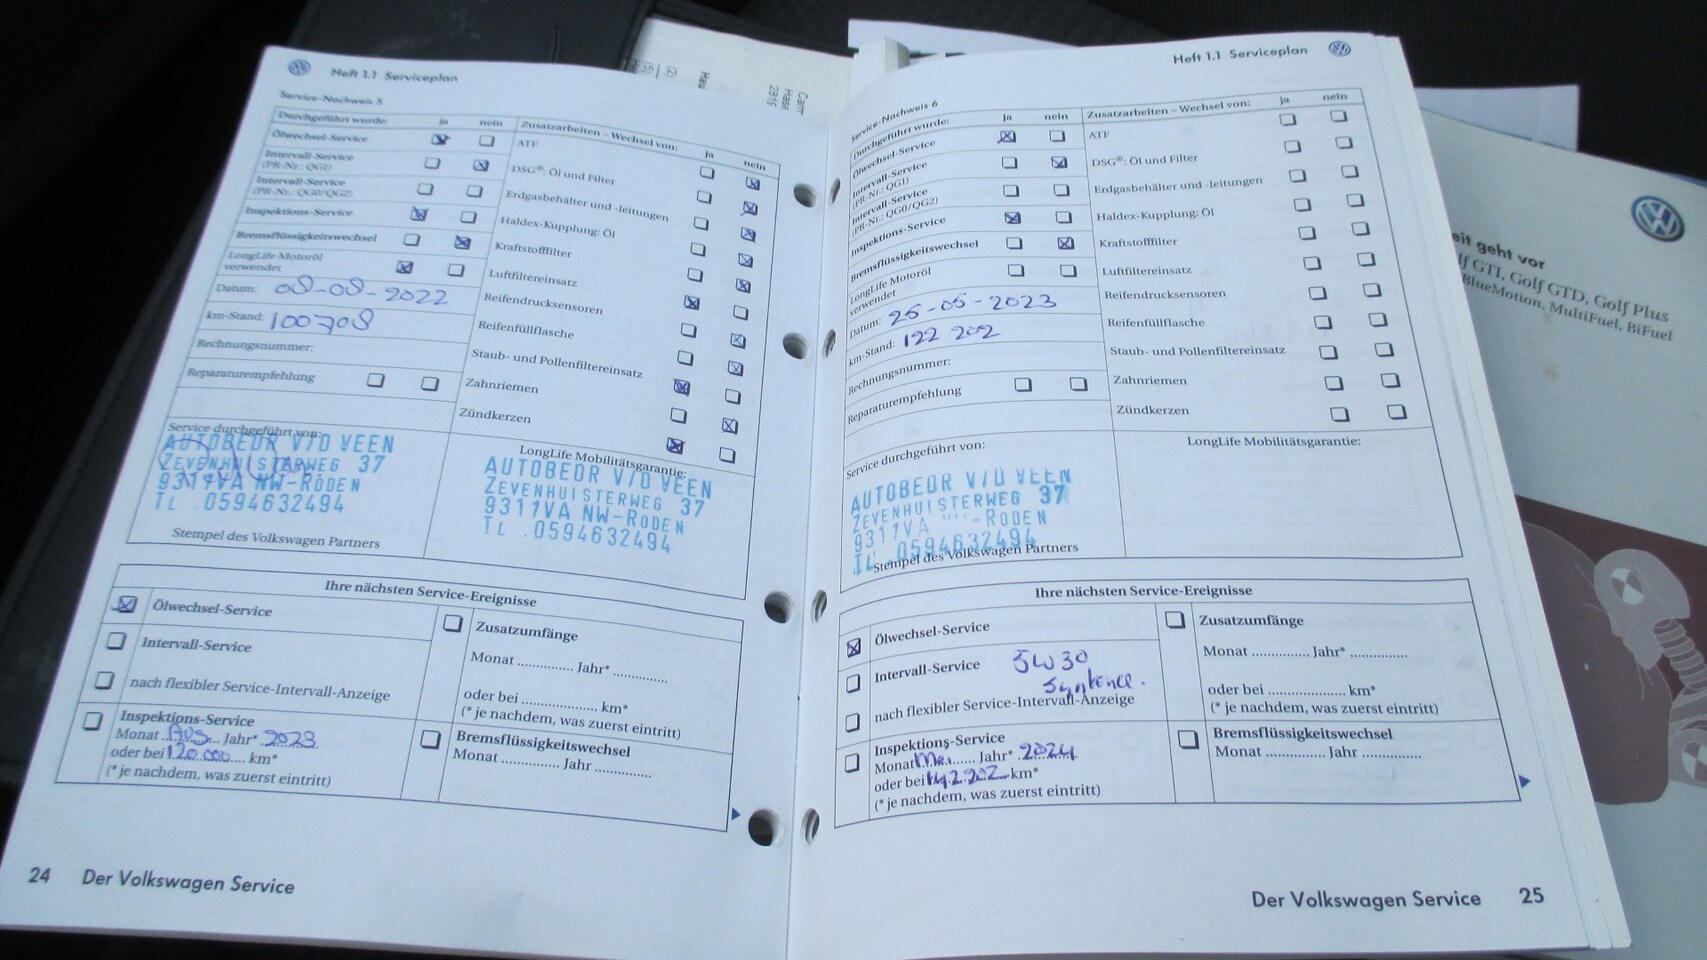 Heft 1.1 Serviceplan
Service-Nachweis 5
Durchgeführt wurde: ja nein
Ölwechsel-Service
Intervall-Service
(PR-Nr.: QG1)
Intervall-Service
(PR-Nr.: QG0/QG2)
Inspektions-Service
Bremsflüssigkeitswechsel
LongLife Motoröl
verwendet
Datum: 08-08-2022
km-Stand: 100708
Rechnungsnummer:
Reparaturempfehlung
Zusatzarbeiten – Wechsel von: ja nein
ATF
DSG®: Öl und Filter
Erdgasbehälter und -leitungen
Haldex-Kupplung: Öl
Kraftstofffilter
Luftfiltereinsatz
Reifendrucksensoren
Reifenfüllflasche
Staub- und Pollenfiltereinsatz
Zahnriemen
Zündkerzen
Service durchgeführt von:
AUTOBEDR V/D VEEN
ZEVENHUISTERWEG 37
9311VA NW-RODEN
TL .0594632494
Stempel des Volkswagen Partners
LongLife Mobilitätsgarantie:
AUTOBEDR V/D VEEN
ZEVENHUISTERWEG 37
9311VA NW-RODEN
TL .0594632494
Ihre nächsten Service-Ereignisse
Ölwechsel-Service
Intervall-Service
nach flexibler Service-Intervall-Anzeige
Inspektions-Service
Monat AUG Jahr* 2023
oder bei 120.000 km*
(* je nachdem, was zuerst eintritt)
Zusatzumfänge
Monat .............. Jahr* ..............
oder bei .................... km*
(* je nachdem, was zuerst eintritt)
Bremsflüssigkeitswechsel
Monat .............. Jahr ..............
24 Der Volkswagen Service
Heft 1.1 Serviceplan
Service-Nachweis 6
Durchgeführt wurde: ja nein
Ölwechsel-Service
Intervall-Service
(PR-Nr.: QG1)
Intervall-Service
(PR-Nr.: QG0/QG2)
Inspektions-Service
Bremsflüssigkeitswechsel
LongLife Motoröl
verwendet
Datum: 25-05-2023
km-Stand: 122 202
Rechnungsnummer:
Reparaturempfehlung
Zusatzarbeiten – Wechsel von: ja nein
ATF
DSG®: Öl und Filter
Erdgasbehälter und -leitungen
Haldex-Kupplung: Öl
Kraftstofffilter
Luftfiltereinsatz
Reifendrucksensoren
Reifenfüllflasche
Staub- und Pollenfiltereinsatz
Zahnriemen
Zündkerzen
Service durchgeführt von:
AUTOBEDR V/D VEEN
ZEVENHUISTERWEG 37
9311VA -RODEN
TL .0594632494
Stempel des Volkswagen Partners
LongLife Mobilitätsgarantie:
Ihre nächsten Service-Ereignisse
Ölwechsel-Service
Intervall-Service 5W30
nach flexibler Service-Intervall-Anzeige
Inspektions-Service
Monat Mei Jahr* 2024
oder bei 142.202 km*
(* je nachdem, was zuerst eintritt)
Zusatzumfänge
Monat .............. Jahr* ..............
oder bei .................... km*
(* je nachdem, was zuerst eintritt)
Bremsflüssigkeitswechsel
Monat .............. Jahr ..............
Der Volkswagen Service 25
eit geht vor
lf GTI, Golf GTD, Golf Plus
BlueMotion, MultiFuel, BiFuel